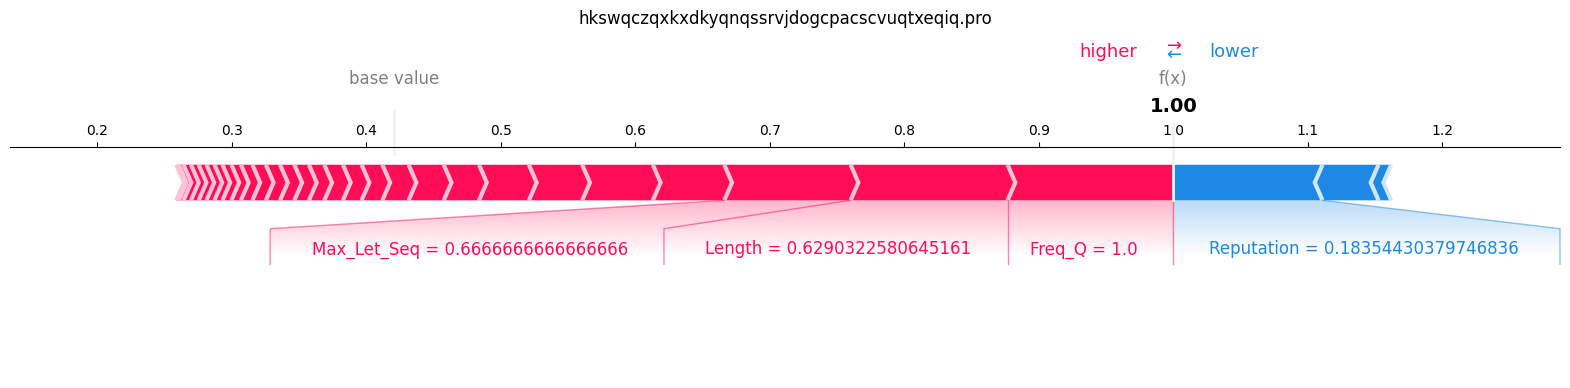 hkswqczqxkxdkyqnqssrvjdogcpacscvuqtxeqiq.pro
higher ⇄ lower
base value f(x)
1.00
0.2 0.3 0.4 0.5 0.6 0.7 0.8 0.9 1.0 1.1 1.2
Max_Let_Seq = 0.6666666666666666 Length = 0.6290322580645161 Freq_Q = 1.0 Reputation = 0.18354430379746836